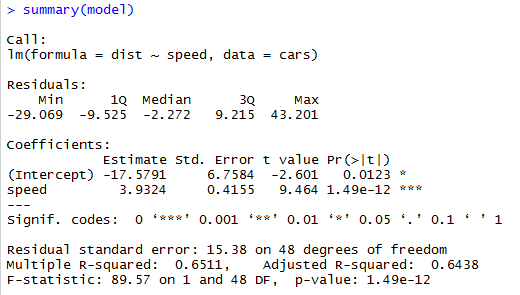 > summary(model)
Call:
lm(formula = dist ~ speed, data = cars)
Residuals:
    Min      1Q  Median      3Q     Max
-29.069  -9.525  -2.272   9.215  43.201
Coefficients:
            Estimate Std. Error t value Pr(>|t|)
(Intercept) -17.5791     6.7584  -2.601   0.0123 *
speed         3.9324     0.4155   9.464 1.49e-12 ***
---
Signif. codes:  0 ‘***’ 0.001 ‘**’ 0.01 ‘*’ 0.05 ‘.’ 0.1 ‘ ’ 1
Residual standard error: 15.38 on 48 degrees of freedom
Multiple R-squared:  0.6511,    Adjusted R-squared:  0.6438
F-statistic: 89.57 on 1 and 48 DF,  p-value: 1.49e-12